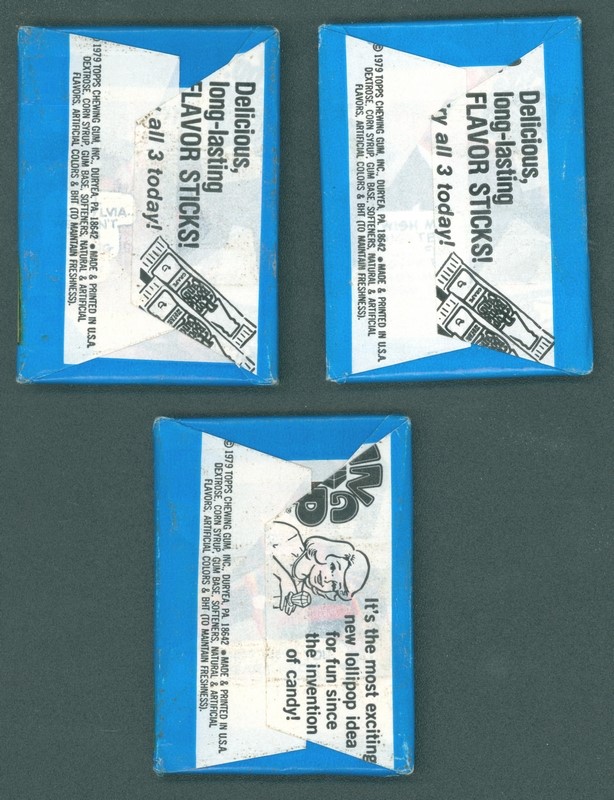 © 1979 TOPPS CHEWING GUM, INC., DURYEA, PA. 18642 ● MADE & PRINTED IN U.S.A.
DEXTROSE, CORN SYRUP, GUM BASE, SOFTENERS, NATURAL & ARTIFICIAL
FLAVORS, ARTIFICIAL COLORS & BHT (TO MAINTAIN FRESHNESS).
Delicious,
long-lasting
FLAVOR STICKS!
all 3 today!
© 1979 TOPPS CHEWING GUM, INC., DURYEA, PA. 18642 ● MADE & PRINTED IN U.S.A.
DEXTROSE, CORN SYRUP, GUM BASE, SOFTENERS, NATURAL & ARTIFICIAL
FLAVORS, ARTIFICIAL COLORS & BHT (TO MAINTAIN FRESHNESS).
Delicious,
long-lasting
FLAVOR STICKS!
ry all 3 today!
© 1979 TOPPS CHEWING GUM, INC., DURYEA, PA. 18642 ● MADE & PRINTED IN U.S.A.
DEXTROSE, CORN SYRUP, GUM BASE, SOFTENERS, NATURAL & ARTIFICIAL
FLAVORS, ARTIFICIAL COLORS & BHT (TO MAINTAIN FRESHNESS).
ING
P
It's the most exciting
new lollipop idea
for fun since
the invention
of candy!